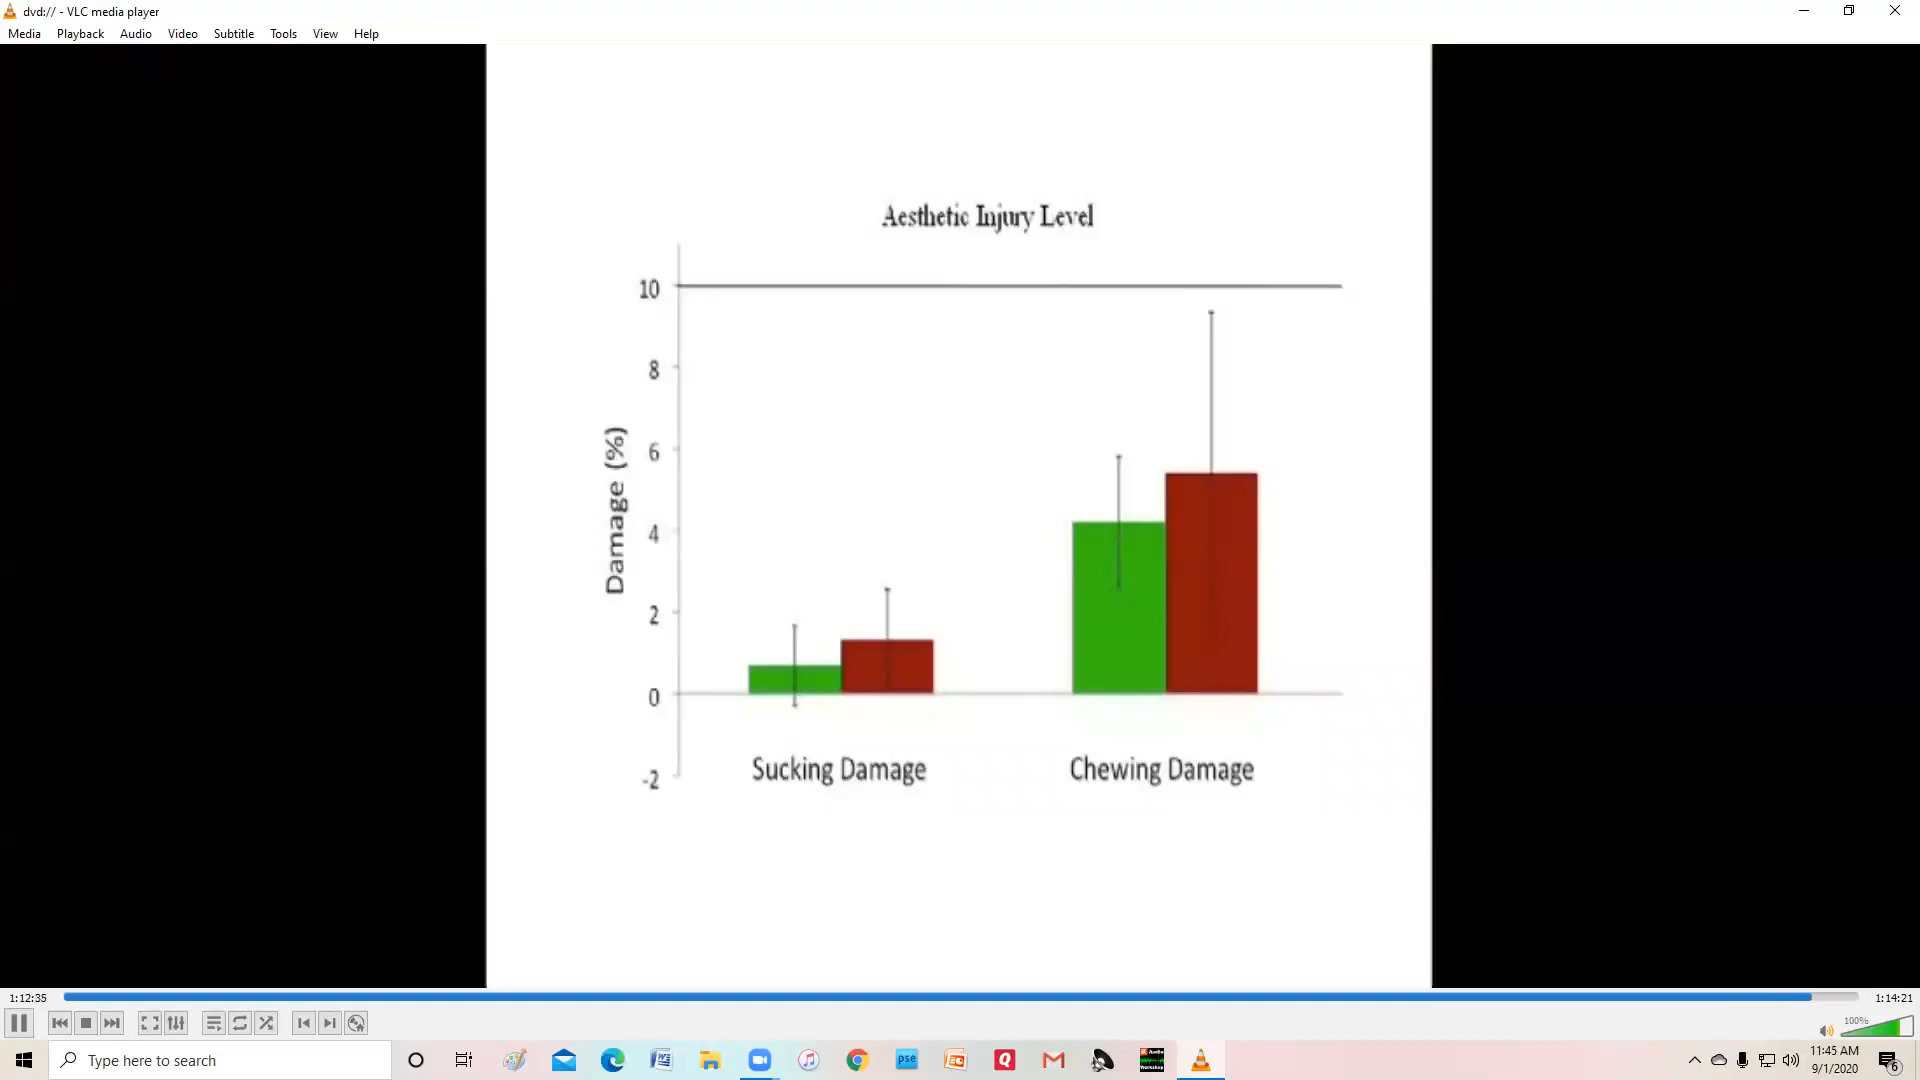 dvd:// - VLC media player
Media Playback Audio Video Subtitle Tools View Help
Aesthetic Injury Level
10
8
6
4
2
0
-2
Damage (%)
Sucking Damage
Chewing Damage
1:12:35
1:14:21
100%
Type here to search
pse
Q
11:45 AM
9/1/2020
6